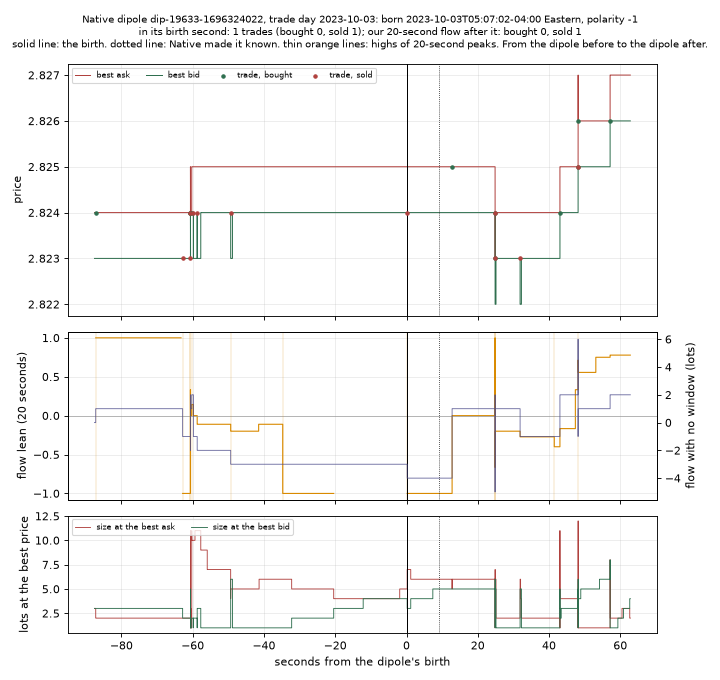 Native dipole dip-19633-1696324022, trade day 2023-10-03: born 2023-10-03T05:07:02-04:00 Eastern, polarity -1
in its birth second: 1 trades (bought 0, sold 1); our 20-second flow after it: bought 0, sold 1
solid line: the birth. dotted line: Native made it known. thin orange lines: highs of 20-second peaks. From the dipole before to the dipole after.
best ask
best bid
trade, bought
trade, sold
2.827
2.826
2.825
2.824
2.823
2.822
price
1.0
0.5
0.0
−0.5
−1.0
flow lean (20 seconds)
6
4
2
0
−2
−4
flow with no window (lots)
size at the best ask
size at the best bid
12.5
10.0
7.5
5.0
2.5
lots at the best price
−80
−60
−40
−20
0
20
40
60
seconds from the dipole's birth